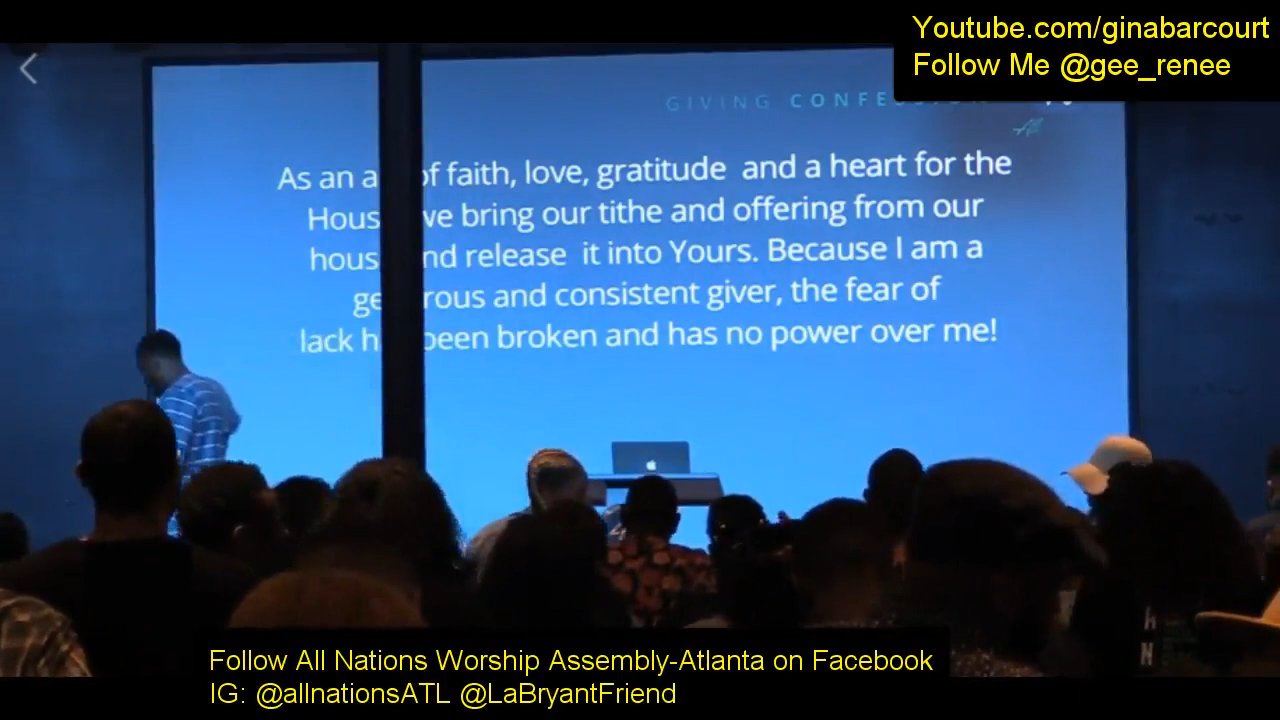 Youtube.com/ginabarcourt
Follow Me @gee_renee
GIVING
As an a of faith, love, gratitude and a heart for the
Hous we bring our tithe and offering from our
hous nd release it into Yours. Because I am a
ge rous and consistent giver, the fear of
lack h been broken and has no power over me!
Follow All Nations Worship Assembly-Atlanta on Facebook
IG: @allnationsATL @LaBryantFriend